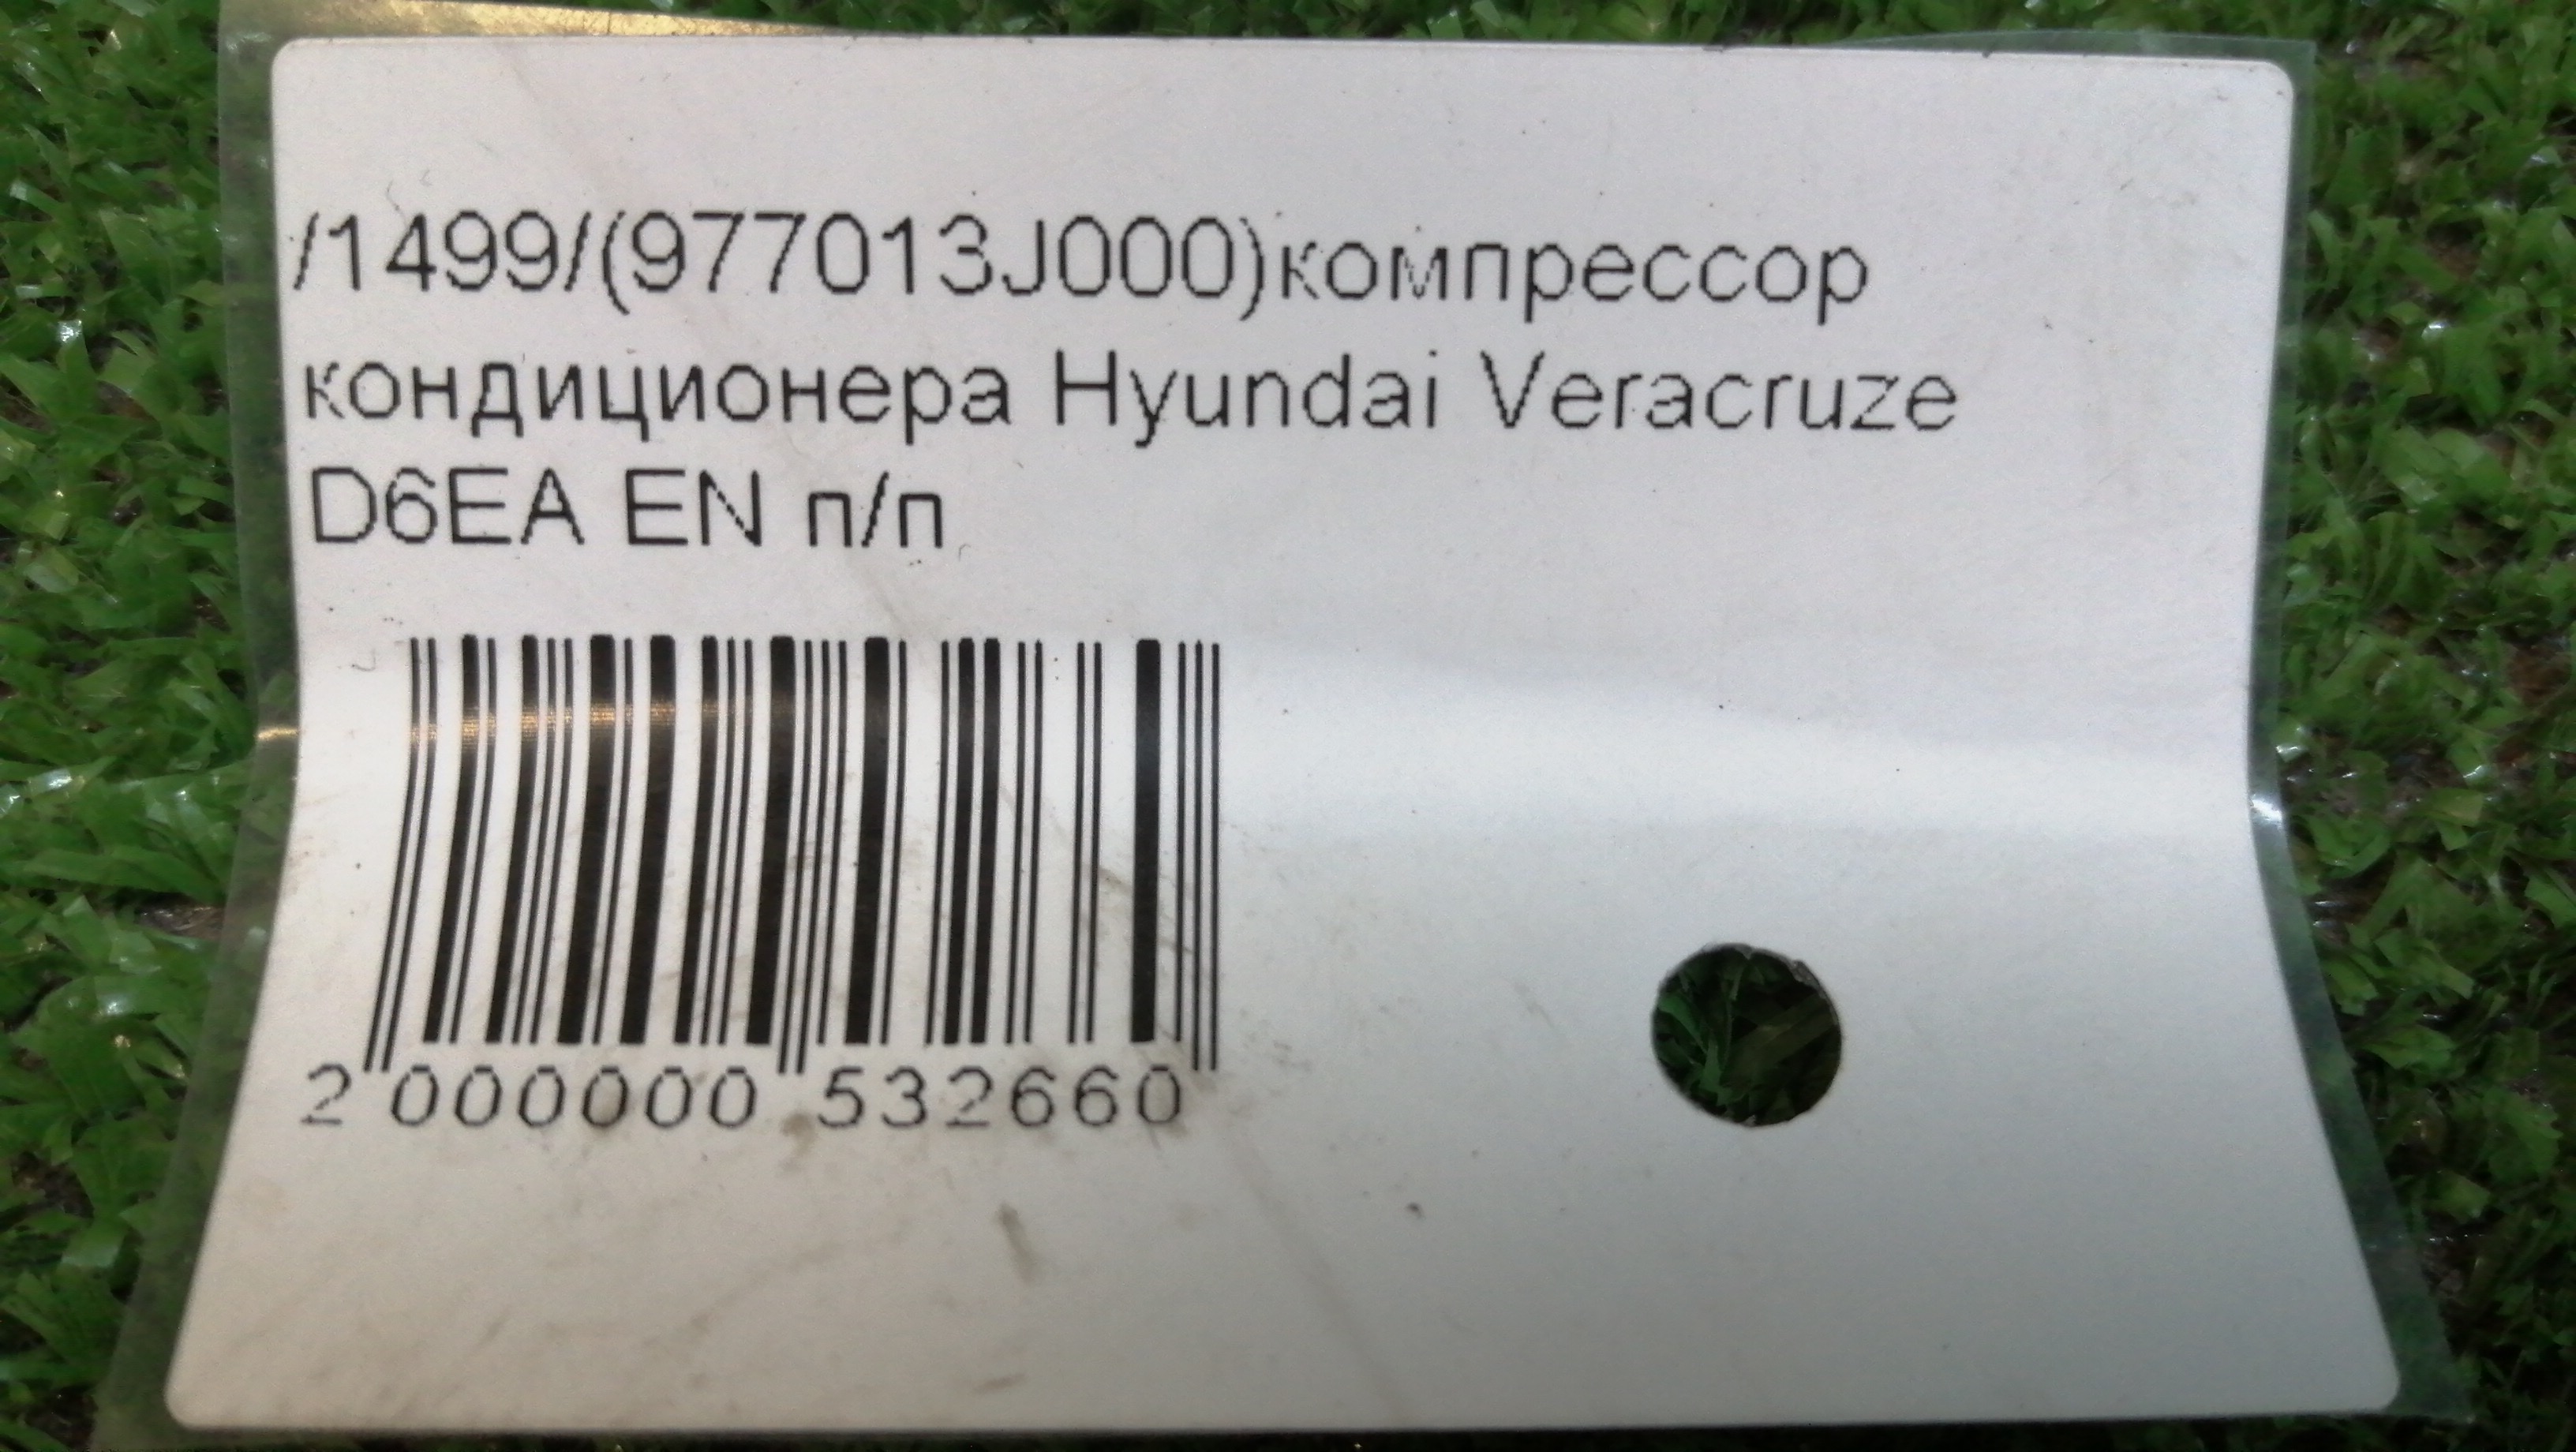 /1499/(977013J000)компрессор
кондиционера Hyundai Veracruze
D6EA EN п/п
2 000000 532660